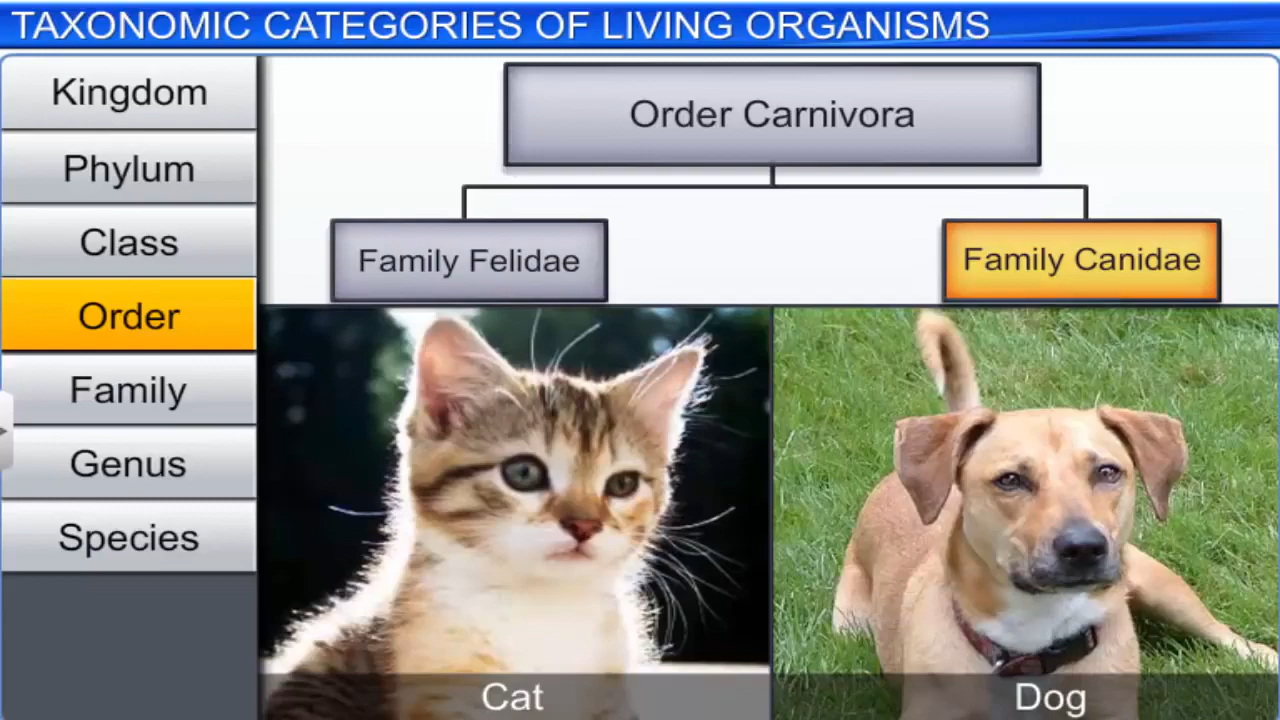 TAXONOMIC CATEGORIES OF LIVING ORGANISMS
Kingdom
Phylum
Class
Order
Family
Genus
Species
Order Carnivora
Family Felidae
Family Canidae
Cat
Dog